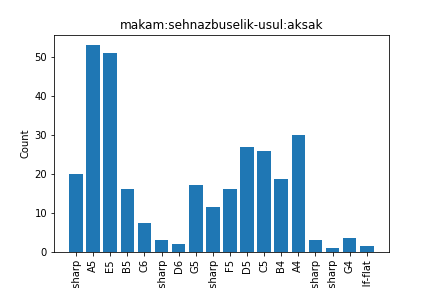 makam:sehnazbuselik-usul:aksak
50
40
30
20
10
0
Count
sharp
A5
E5
B5
C6
sharp
D6
G5
sharp
F5
D5
C5
B4
A4
sharp
sharp
G4
lf-flat